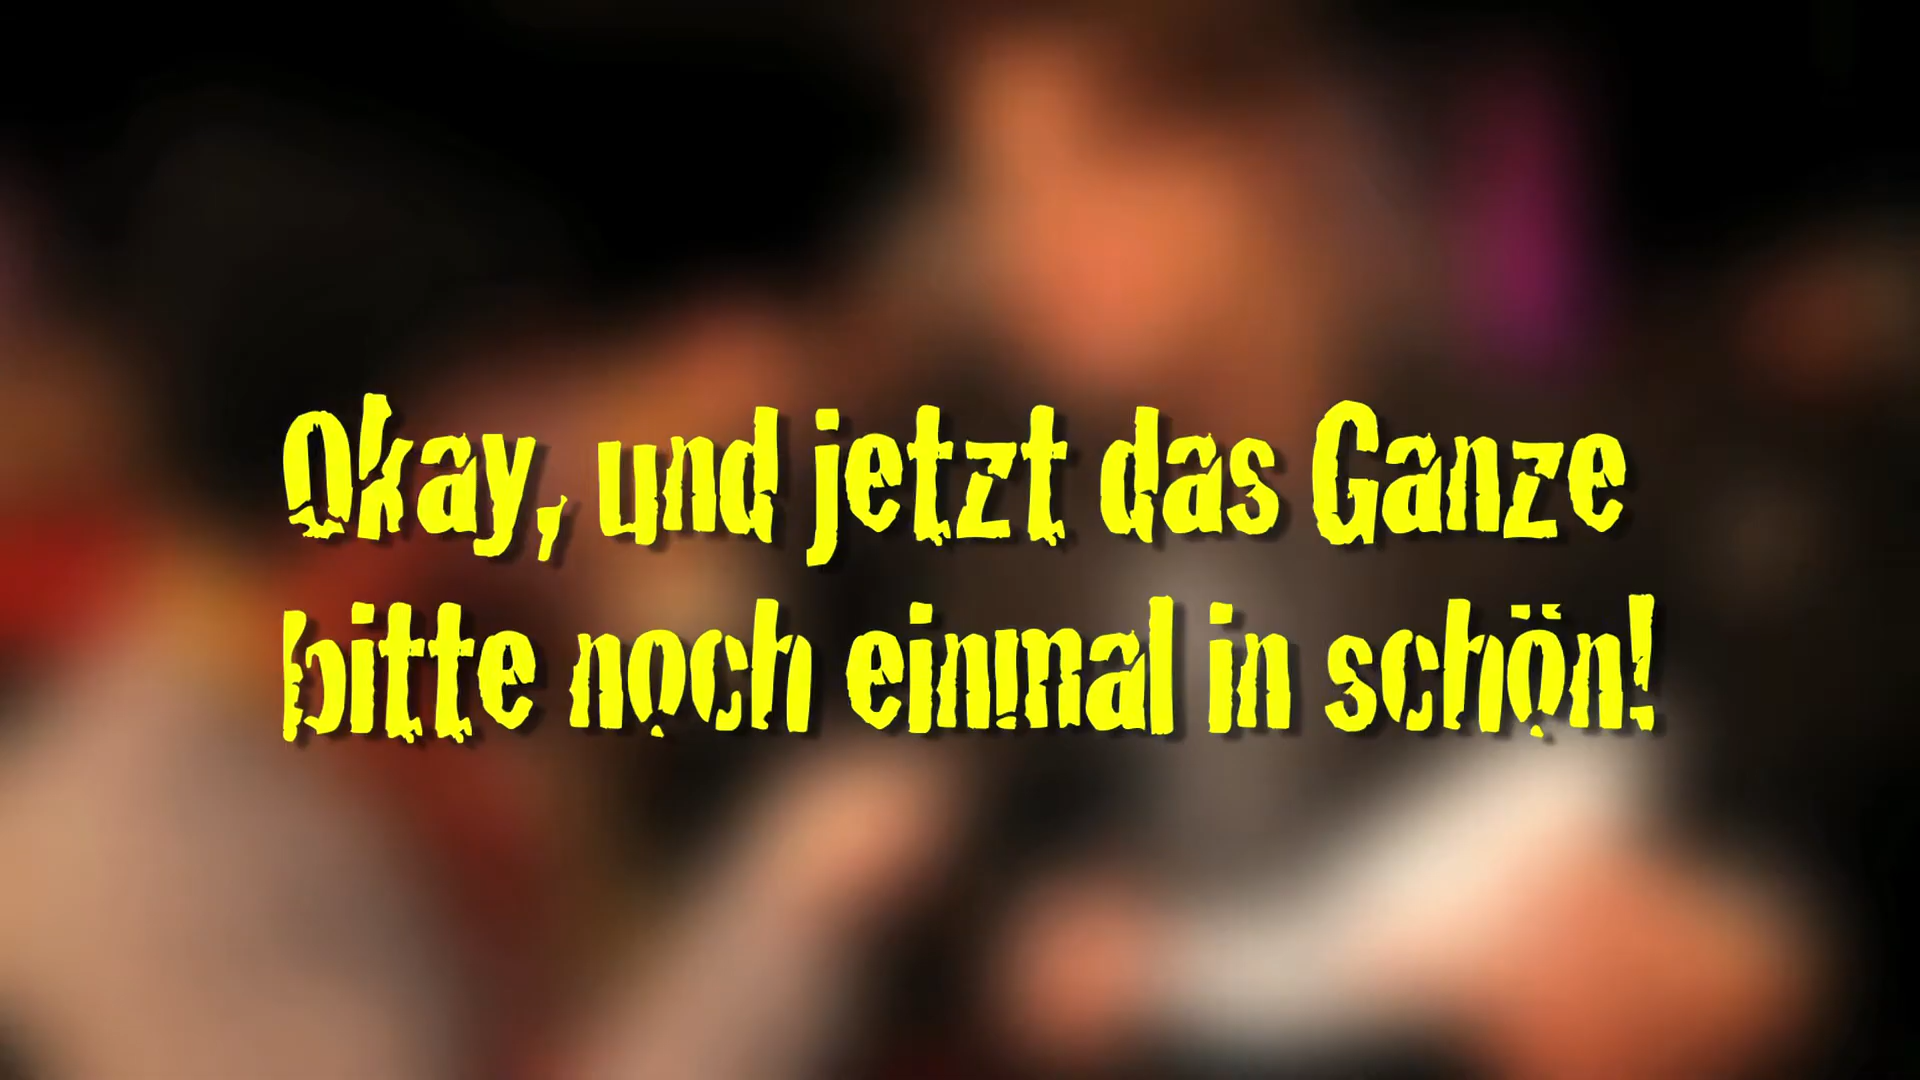 Okay, und jetzt das Ganze
bitte noch einmal in schön!